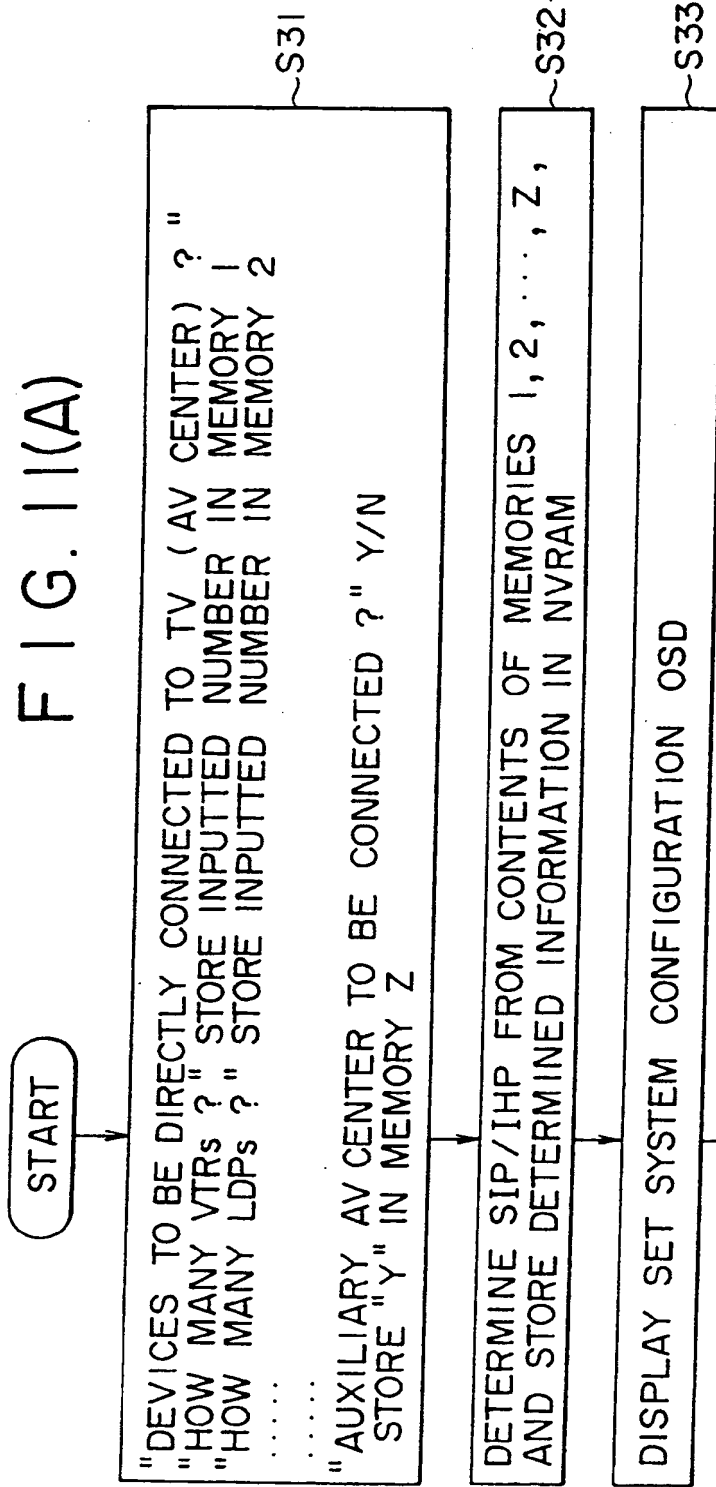 FIG. 11(A)
START
"DEVICES TO BE DIRECTLY CONNECTED TO TV (AV CENTER) ? "
"HOW MANY VTRs ?" STORE INPUTTED NUMBER IN MEMORY 1
"HOW MANY LDPs ?" STORE INPUTTED NUMBER IN MEMORY 2
.....
.....
"AUXILIARY AV CENTER TO BE CONNECTED ?" Y/N
STORE "Y" IN MEMORY Z
~S31
DETERMINE SIP/IHP FROM CONTENTS OF MEMORIES 1, 2, ···, Z,
AND STORE DETERMINED INFORMATION IN NVRAM
~S32
DISPLAY SET SYSTEM CONFIGURATION OSD
~S33